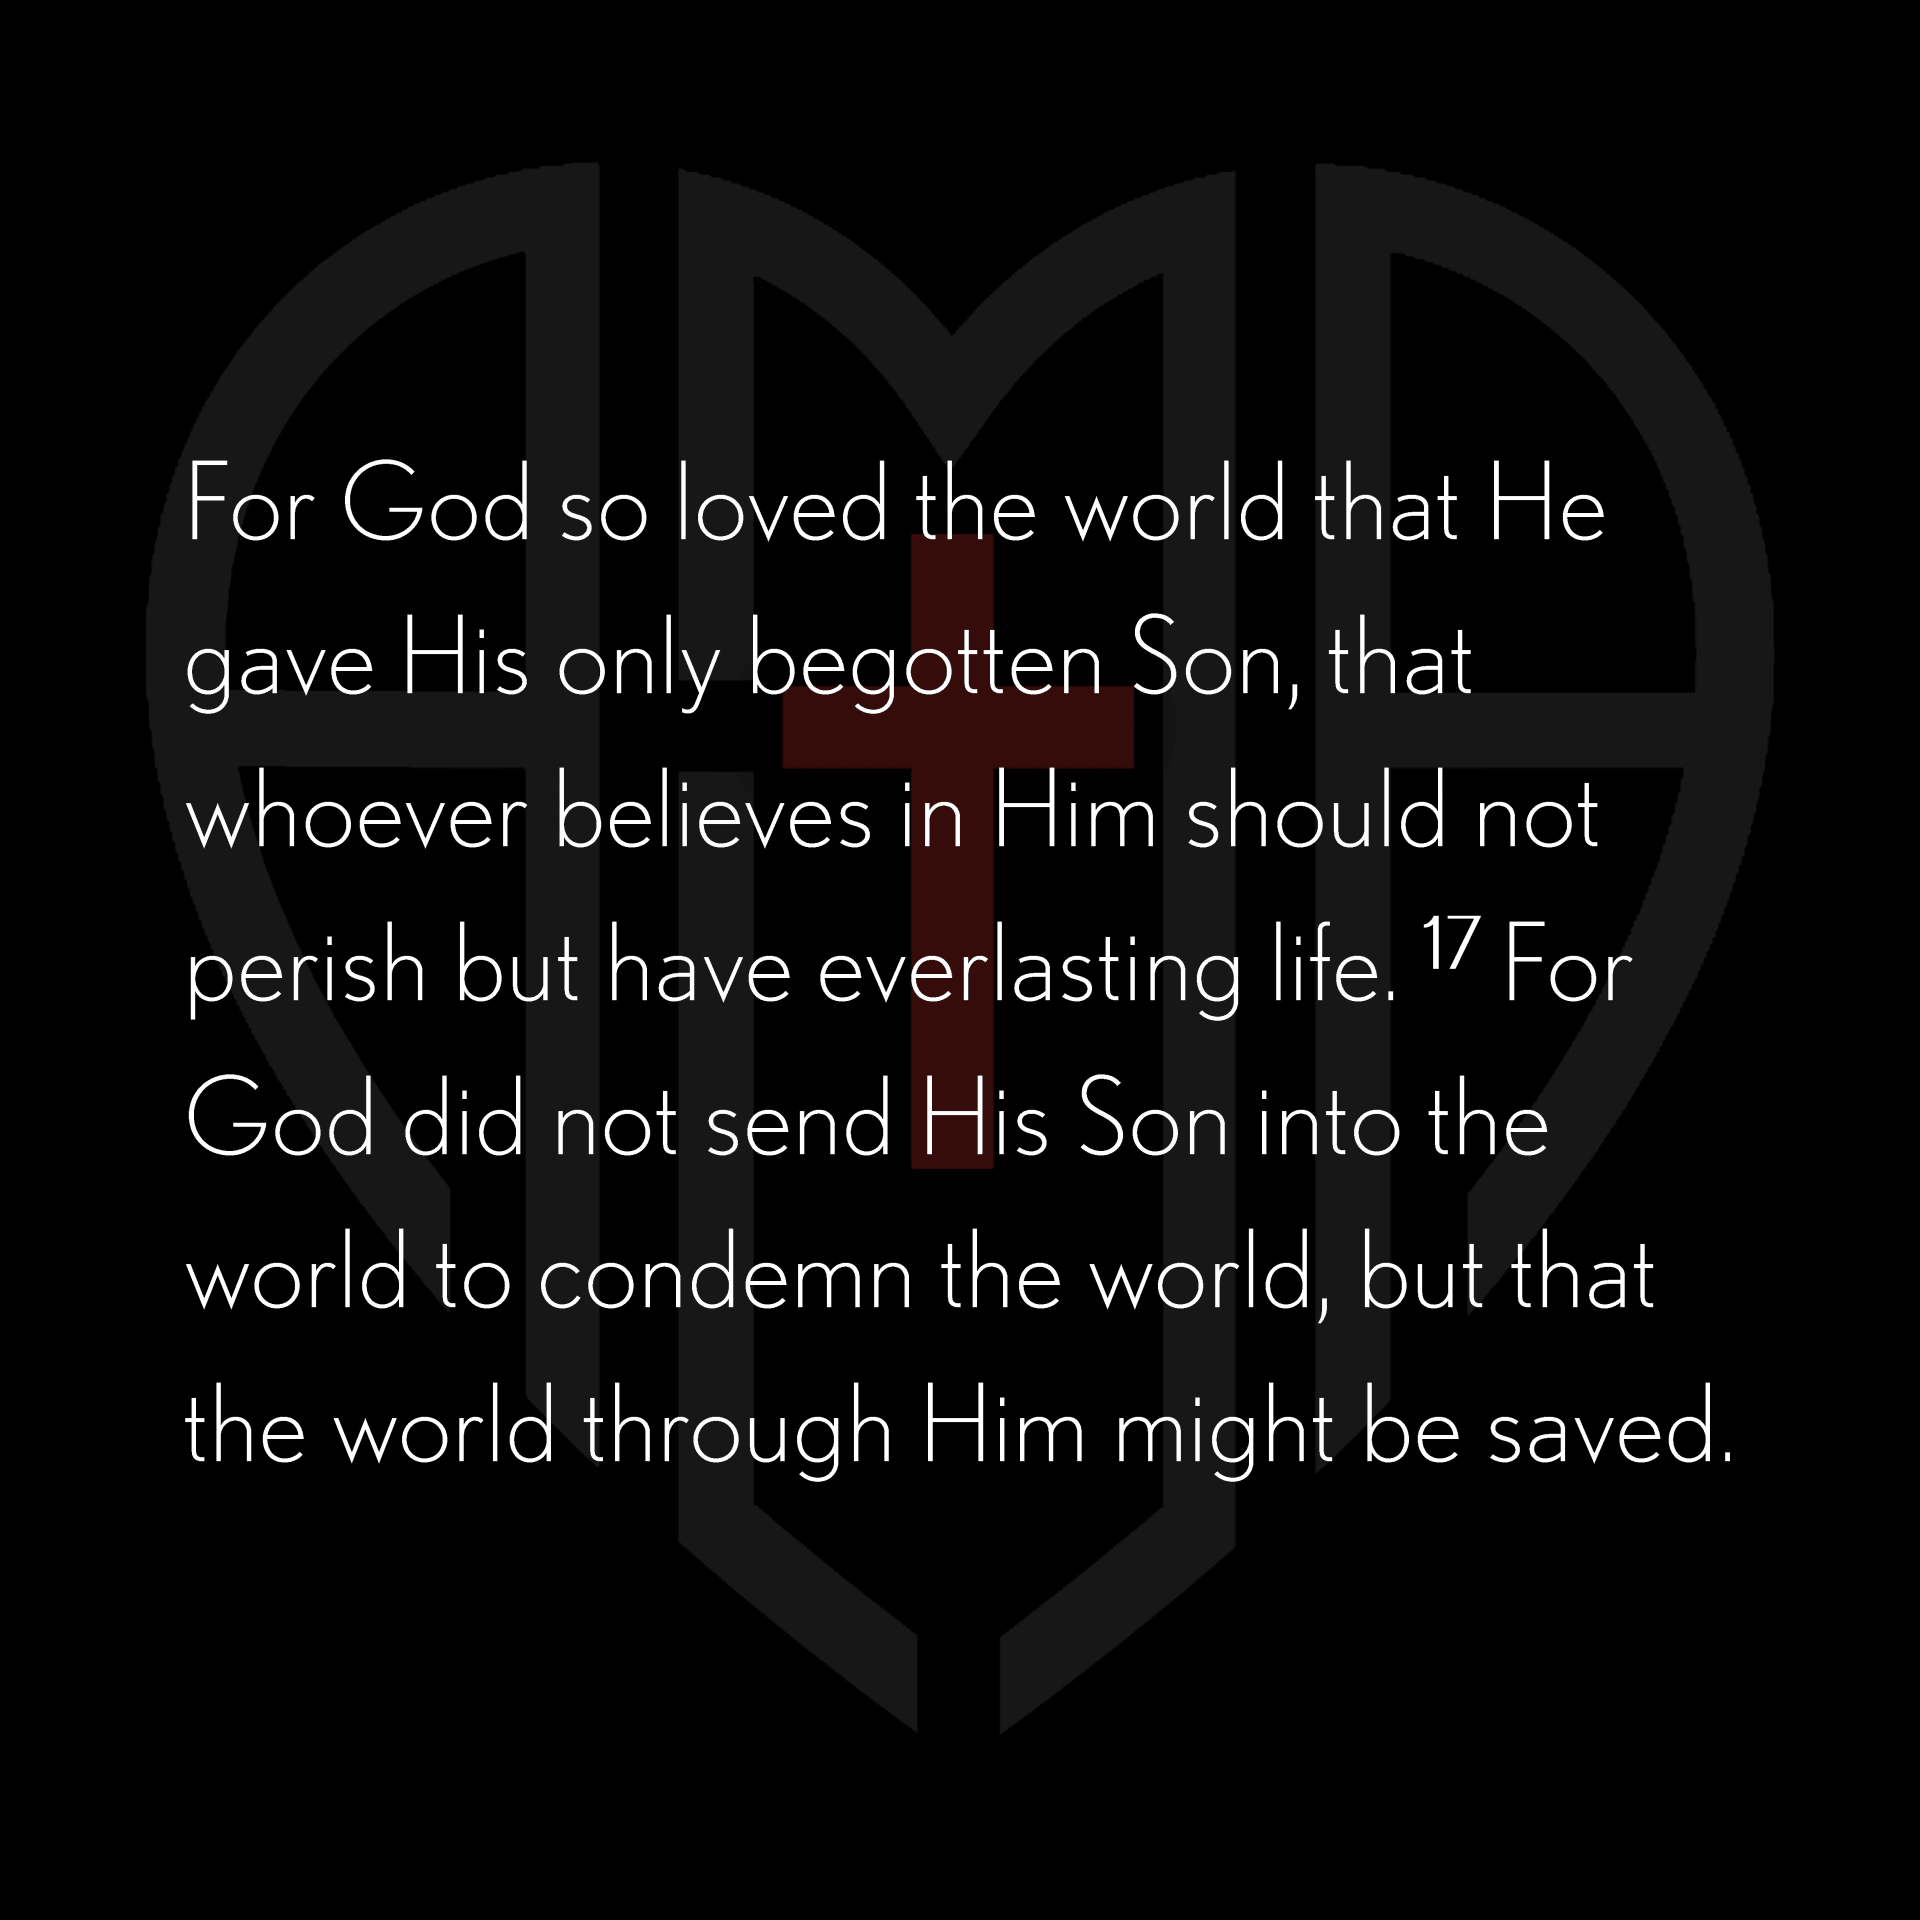 For God so loved the world that He
gave His only begotten Son, that
whoever believes in Him should not
perish but have everlasting life. ¹⁷ For
God did not send His Son into the
world to condemn the world, but that
the world through Him might be saved.